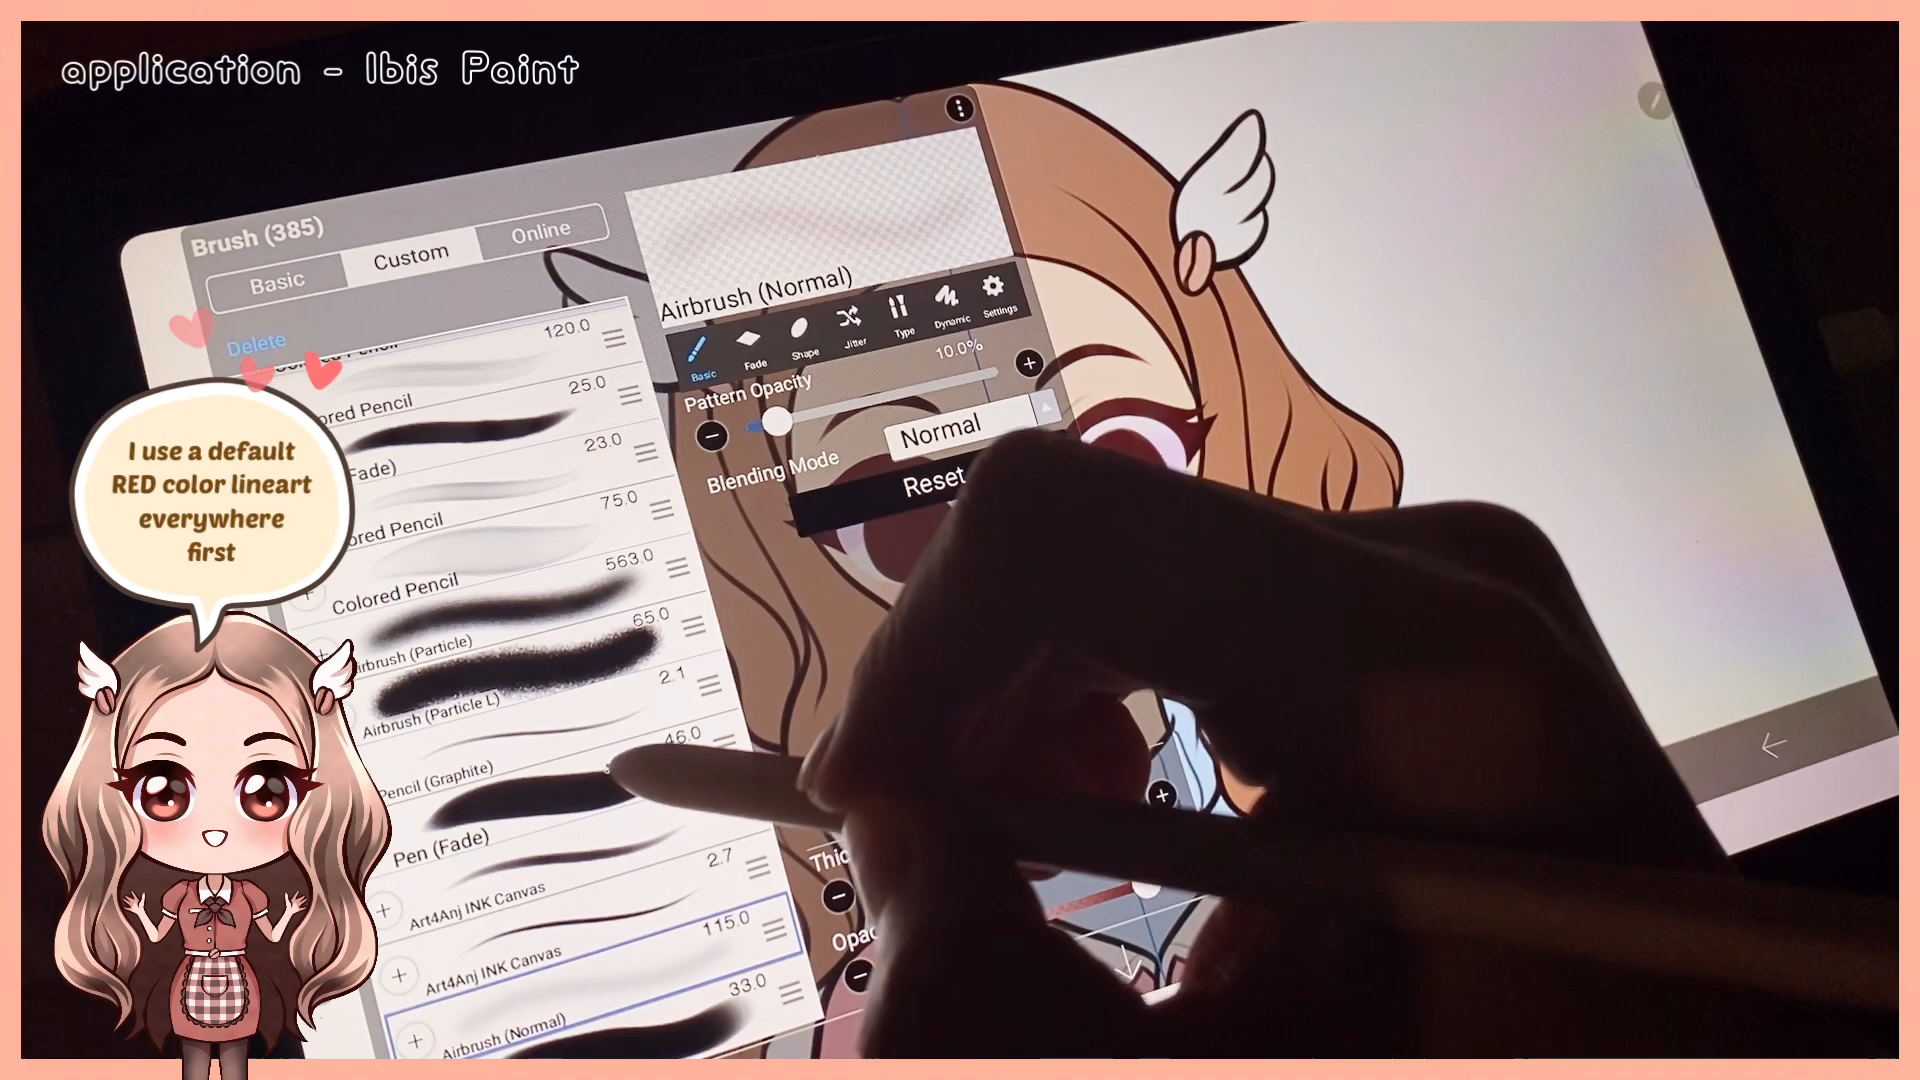 application - Ibis Paint
Brush (385)
Basic
Custom
Online
Delete
120.0
25.0
ored Pencil
23.0
Fade)
75.0
ored Pencil
563.0
Colored Pencil
65.0
irbrush (Particle)
2.1
Airbrush (Particle L)
46.0
Pencil (Graphite)
Pen (Fade)
2.7
Art4Anj INK Canvas
115.0
Art4Anj INK Canvas
33.0
Airbrush (Normal)
Airbrush (Normal)
Basic
Fade
Shape
Jitter
Type
Dynamic
Settings
10.0%
Pattern Opacity
Normal
Blending Mode
Reset
Thic
Opac
I use a default
RED color lineart
everywhere
first